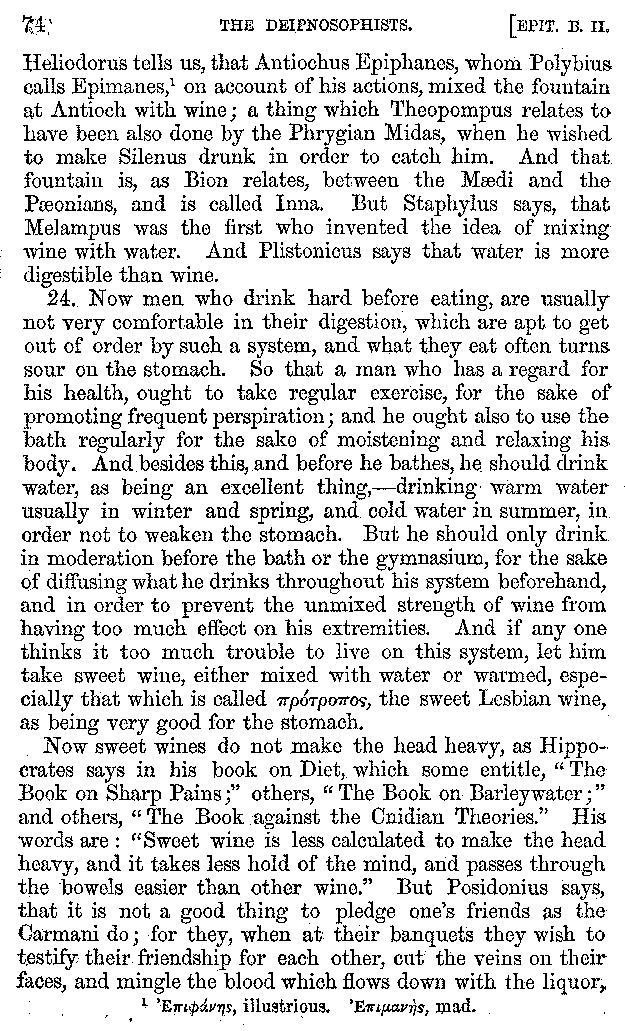 74 THE DEIPNOSOPHISTS. [EPIT. B. II.
Heliodorus tells us, that Antiochus Epiphanes, whom Polybius
calls Epimanes,¹ on account of his actions, mixed the fountain
at Antioch with wine; a thing which Theopompus relates to
have been also done by the Phrygian Midas, when he wished
to make Silenus drunk in order to catch him. And that
fountain is, as Bion relates, between the Mædi and the
Pæonians, and is called Inna. But Staphylus says, that
Melampus was the first who invented the idea of mixing
wine with water. And Plistonicus says that water is more
digestible than wine.
24. Now men who drink hard before eating, are usually
not very comfortable in their digestion, which are apt to get
out of order by such a system, and what they eat often turns
sour on the stomach. So that a man who has a regard for
his health, ought to take regular exercise, for the sake of
promoting frequent perspiration; and he ought also to use the
bath regularly for the sake of moistening and relaxing his
body. And besides this, and before he bathes, he should drink
water, as being an excellent thing,—drinking warm water
usually in winter and spring, and cold water in summer, in
order not to weaken the stomach. But he should only drink
in moderation before the bath or the gymnasium, for the sake
of diffusing what he drinks throughout his system beforehand,
and in order to prevent the unmixed strength of wine from
having too much effect on his extremities. And if any one
thinks it too much trouble to live on this system, let him
take sweet wine, either mixed with water or warmed, espe-
cially that which is called πρότροπος, the sweet Lesbian wine,
as being very good for the stomach.
Now sweet wines do not make the head heavy, as Hippo-
crates says in his book on Diet, which some entitle, "The
Book on Sharp Pains;" others, "The Book on Barleywater;"
and others, "The Book against the Cnidian Theories." His
words are: "Sweet wine is less calculated to make the head
heavy, and it takes less hold of the mind, and passes through
the bowels easier than other wine." But Posidonius says,
that it is not a good thing to pledge one's friends as the
Carmani do; for they, when at their banquets they wish to
testify their friendship for each other, cut the veins on their
faces, and mingle the blood which flows down with the liquor,
¹ Ἐπιφάνης, illustrious. Ἐπιμανὴς, mad.